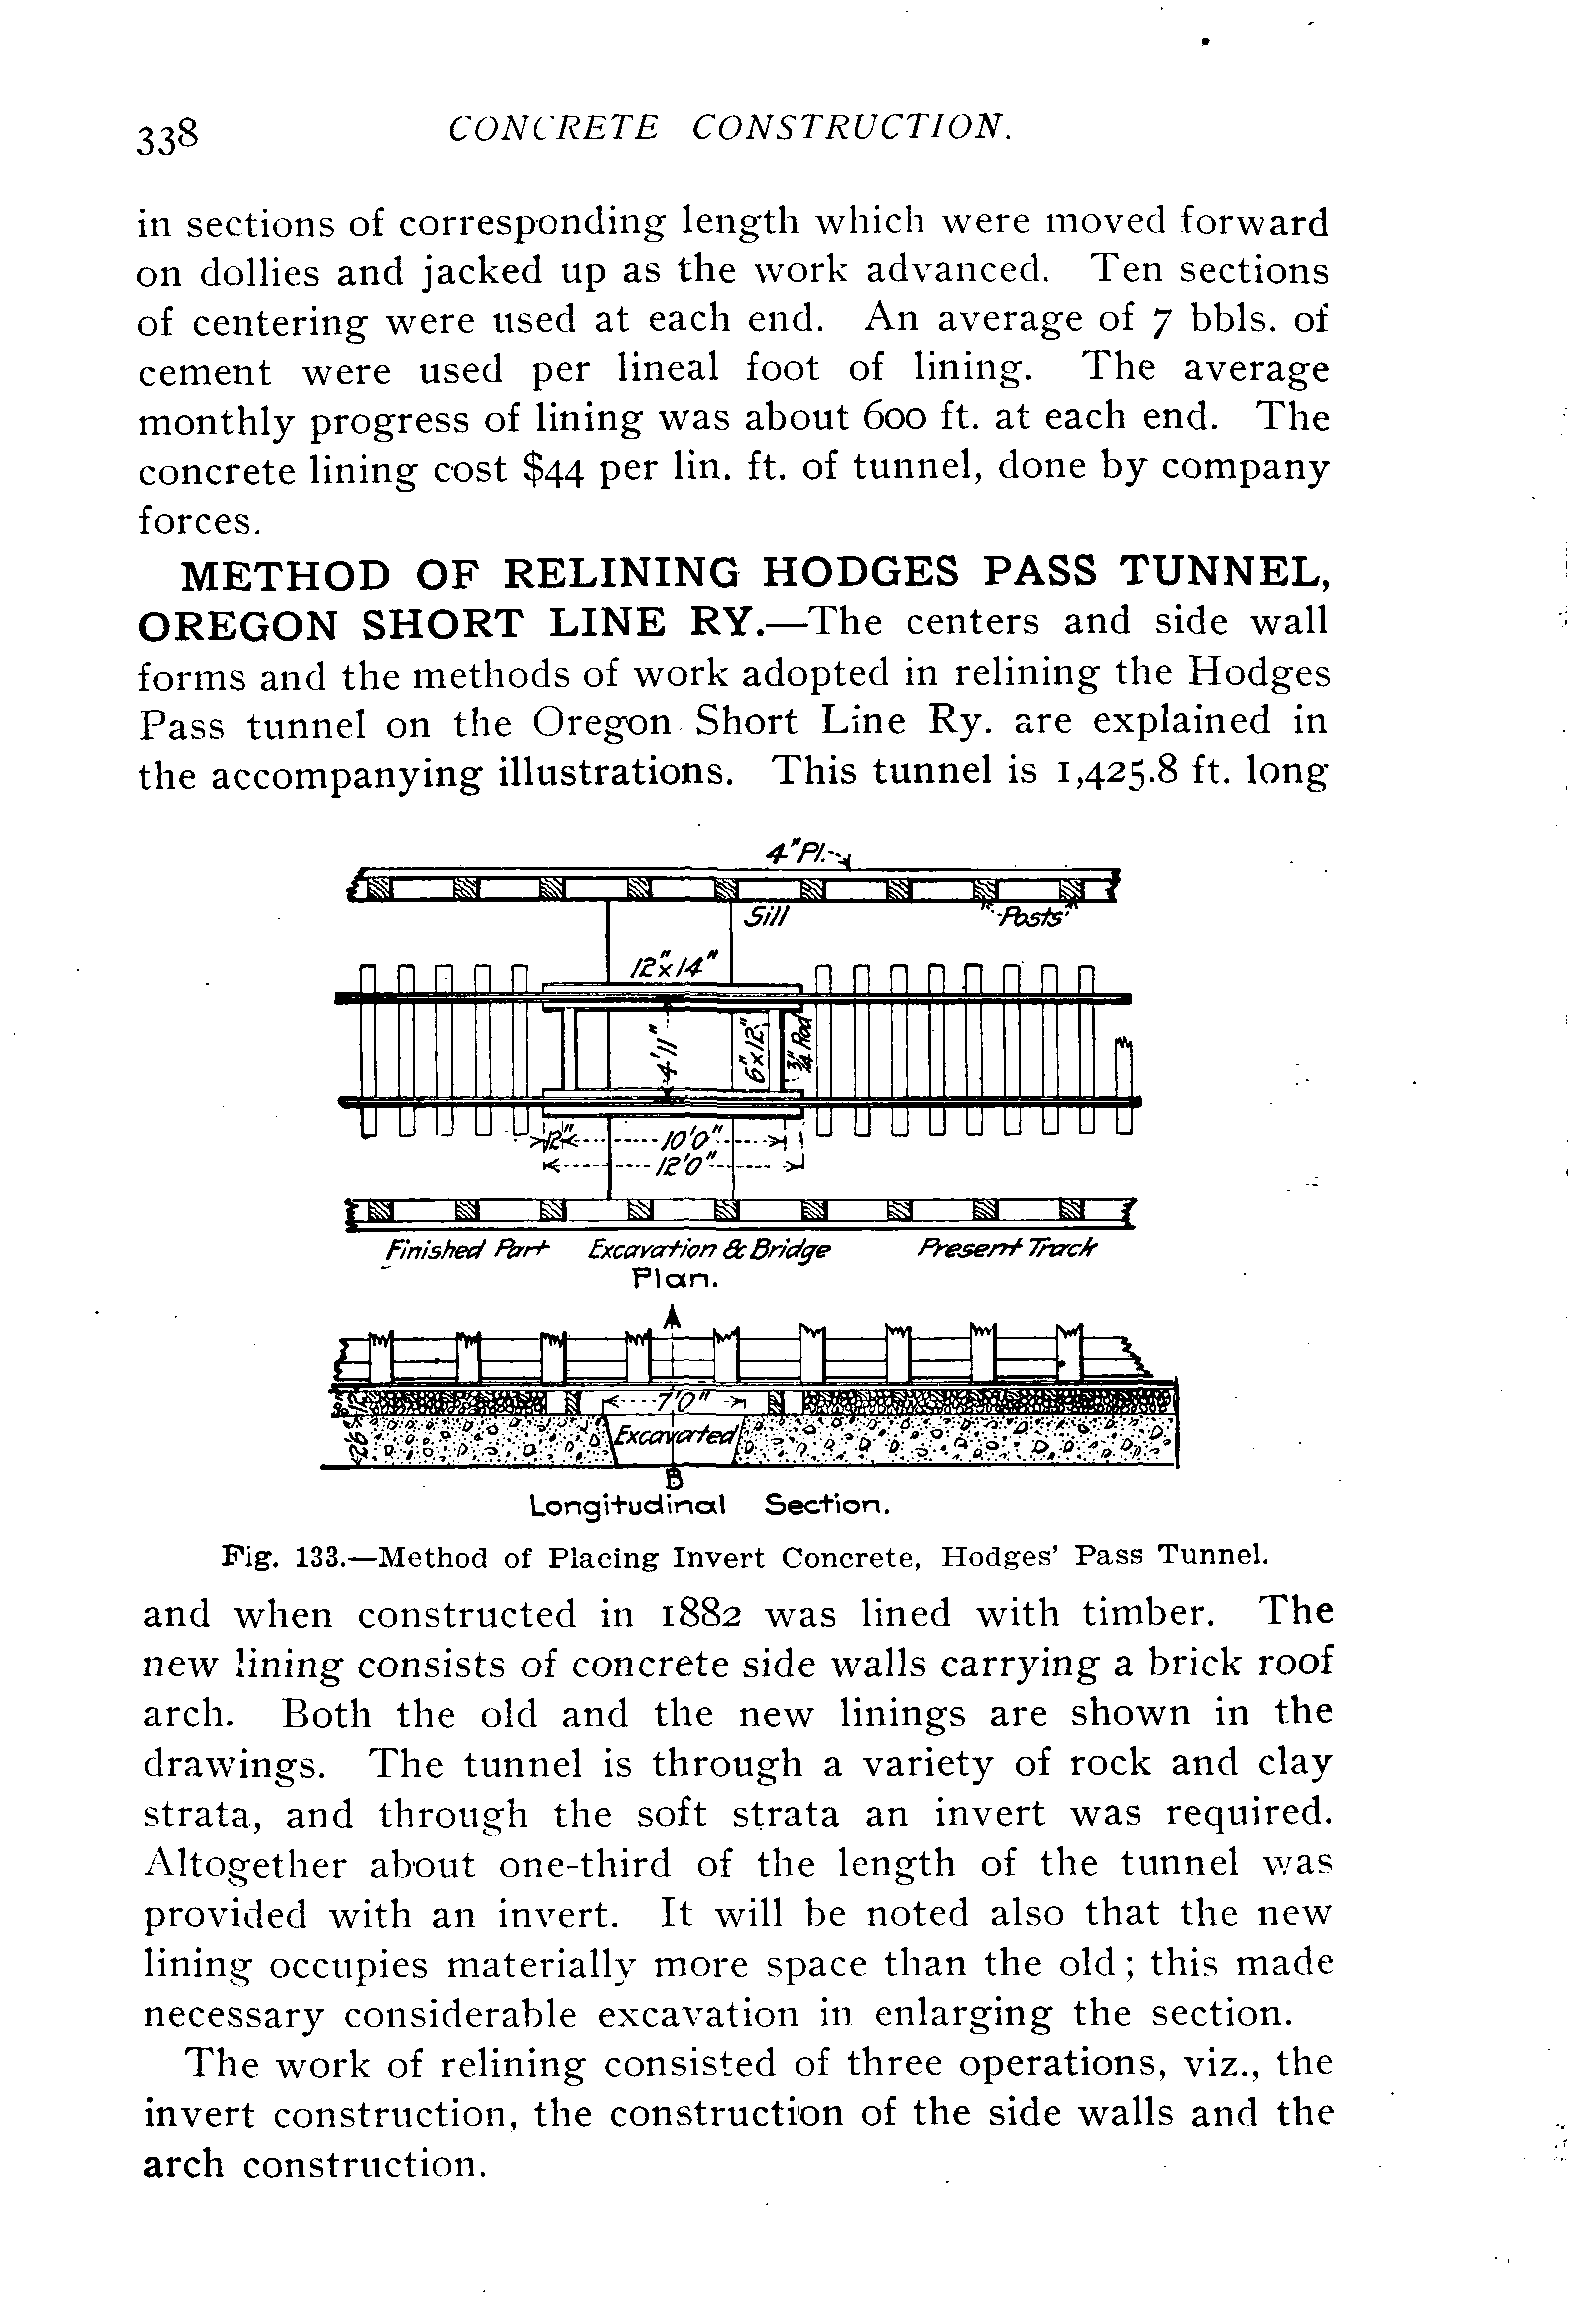 338 CONCRETE CONSTRUCTION.
in sections of corresponding length which were moved forward
on dollies and jacked up as the work advanced. Ten sections
of centering were used at each end. An average of 7 bbls. of
cement were used per lineal foot of lining. The average
monthly progress of lining was about 600 ft. at each end. The
concrete lining cost $44 per lin. ft. of tunnel, done by company
forces.
METHOD OF RELINING HODGES PASS TUNNEL,
OREGON SHORT LINE RY.—The centers and side wall
forms and the methods of work adopted in relining the Hodges
Pass tunnel on the Oregon Short Line Ry. are explained in
the accompanying illustrations. This tunnel is 1,425.8 ft. long
4"Pl.
Sill Posts
12"x14"
4'11" 6"x12" 3/4" Rod
12" 10'0"
12'0"
Finished Part Excavation & Bridge Present Track
Plan.
A
7'0"
Excavated
B
Longitudinal Section.
Fig. 133.—Method of Placing Invert Concrete, Hodges' Pass Tunnel.
and when constructed in 1882 was lined with timber. The
new lining consists of concrete side walls carrying a brick roof
arch. Both the old and the new linings are shown in the
drawings. The tunnel is through a variety of rock and clay
strata, and through the soft strata an invert was required.
Altogether about one-third of the length of the tunnel was
provided with an invert. It will be noted also that the new
lining occupies materially more space than the old; this made
necessary considerable excavation in enlarging the section.
The work of relining consisted of three operations, viz., the
invert construction, the construction of the side walls and the
arch construction.